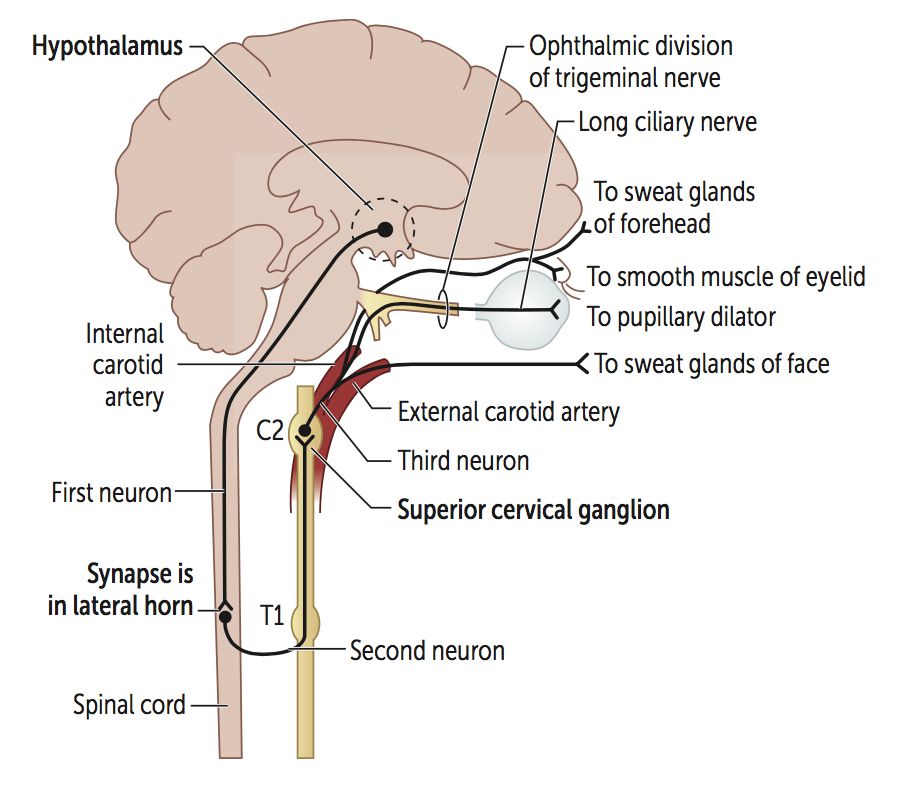 Hypothalamus
Ophthalmic division
of trigeminal nerve
Long ciliary nerve
To sweat glands
of forehead
To smooth muscle of eyelid
To pupillary dilator
Internal
carotid
artery
To sweat glands of face
External carotid artery
C2
Third neuron
First neuron
Superior cervical ganglion
Synapse is
in lateral horn
T1
Second neuron
Spinal cord